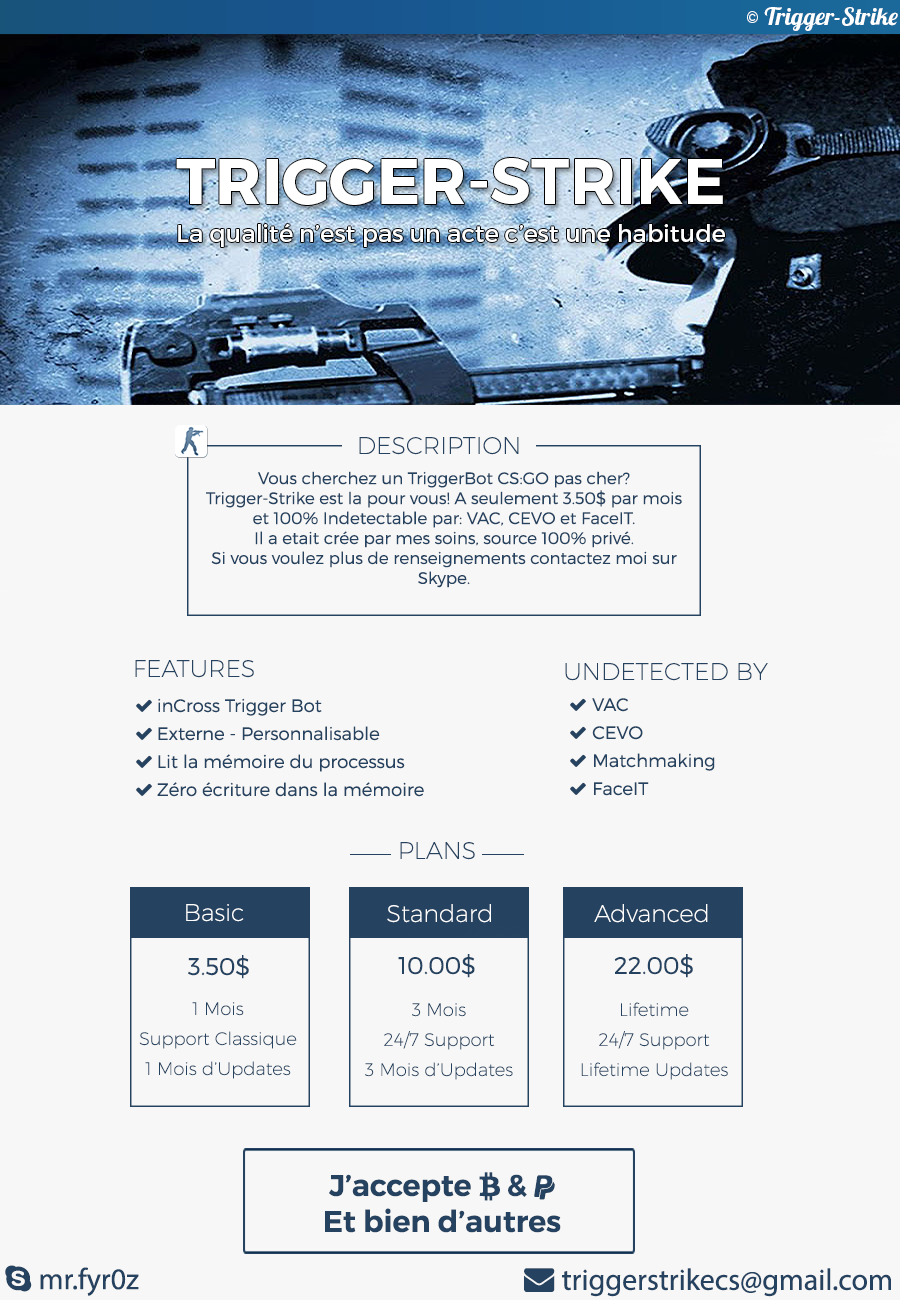 © Trigger-Strike
TRIGGER-STRIKE
La qualité n'est pas un acte c'est une habitude
DESCRIPTION
Vous cherchez un TriggerBot CS:GO pas cher?
Trigger-Strike est la pour vous! A seulement 3.50$ par mois
et 100% Indetectable par: VAC, CEVO et FaceIT.
Il a etait crée par mes soins, source 100% privé.
Si vous voulez plus de renseignements contactez moi sur
Skype.
FEATURES
inCross Trigger Bot
Externe - Personnalisable
Lit la mémoire du processus
Zéro écriture dans la mémoire
UNDETECTED BY
VAC
CEVO
Matchmaking
FaceIT
PLANS
Basic
3.50$
1 Mois
Support Classique
1 Mois d'Updates
Standard
10.00$
3 Mois
24/7 Support
3 Mois d'Updates
Advanced
22.00$
Lifetime
24/7 Support
Lifetime Updates
J'accepte ₿ & P
Et bien d'autres
mr.fyr0z
triggerstrikecs@gmail.com